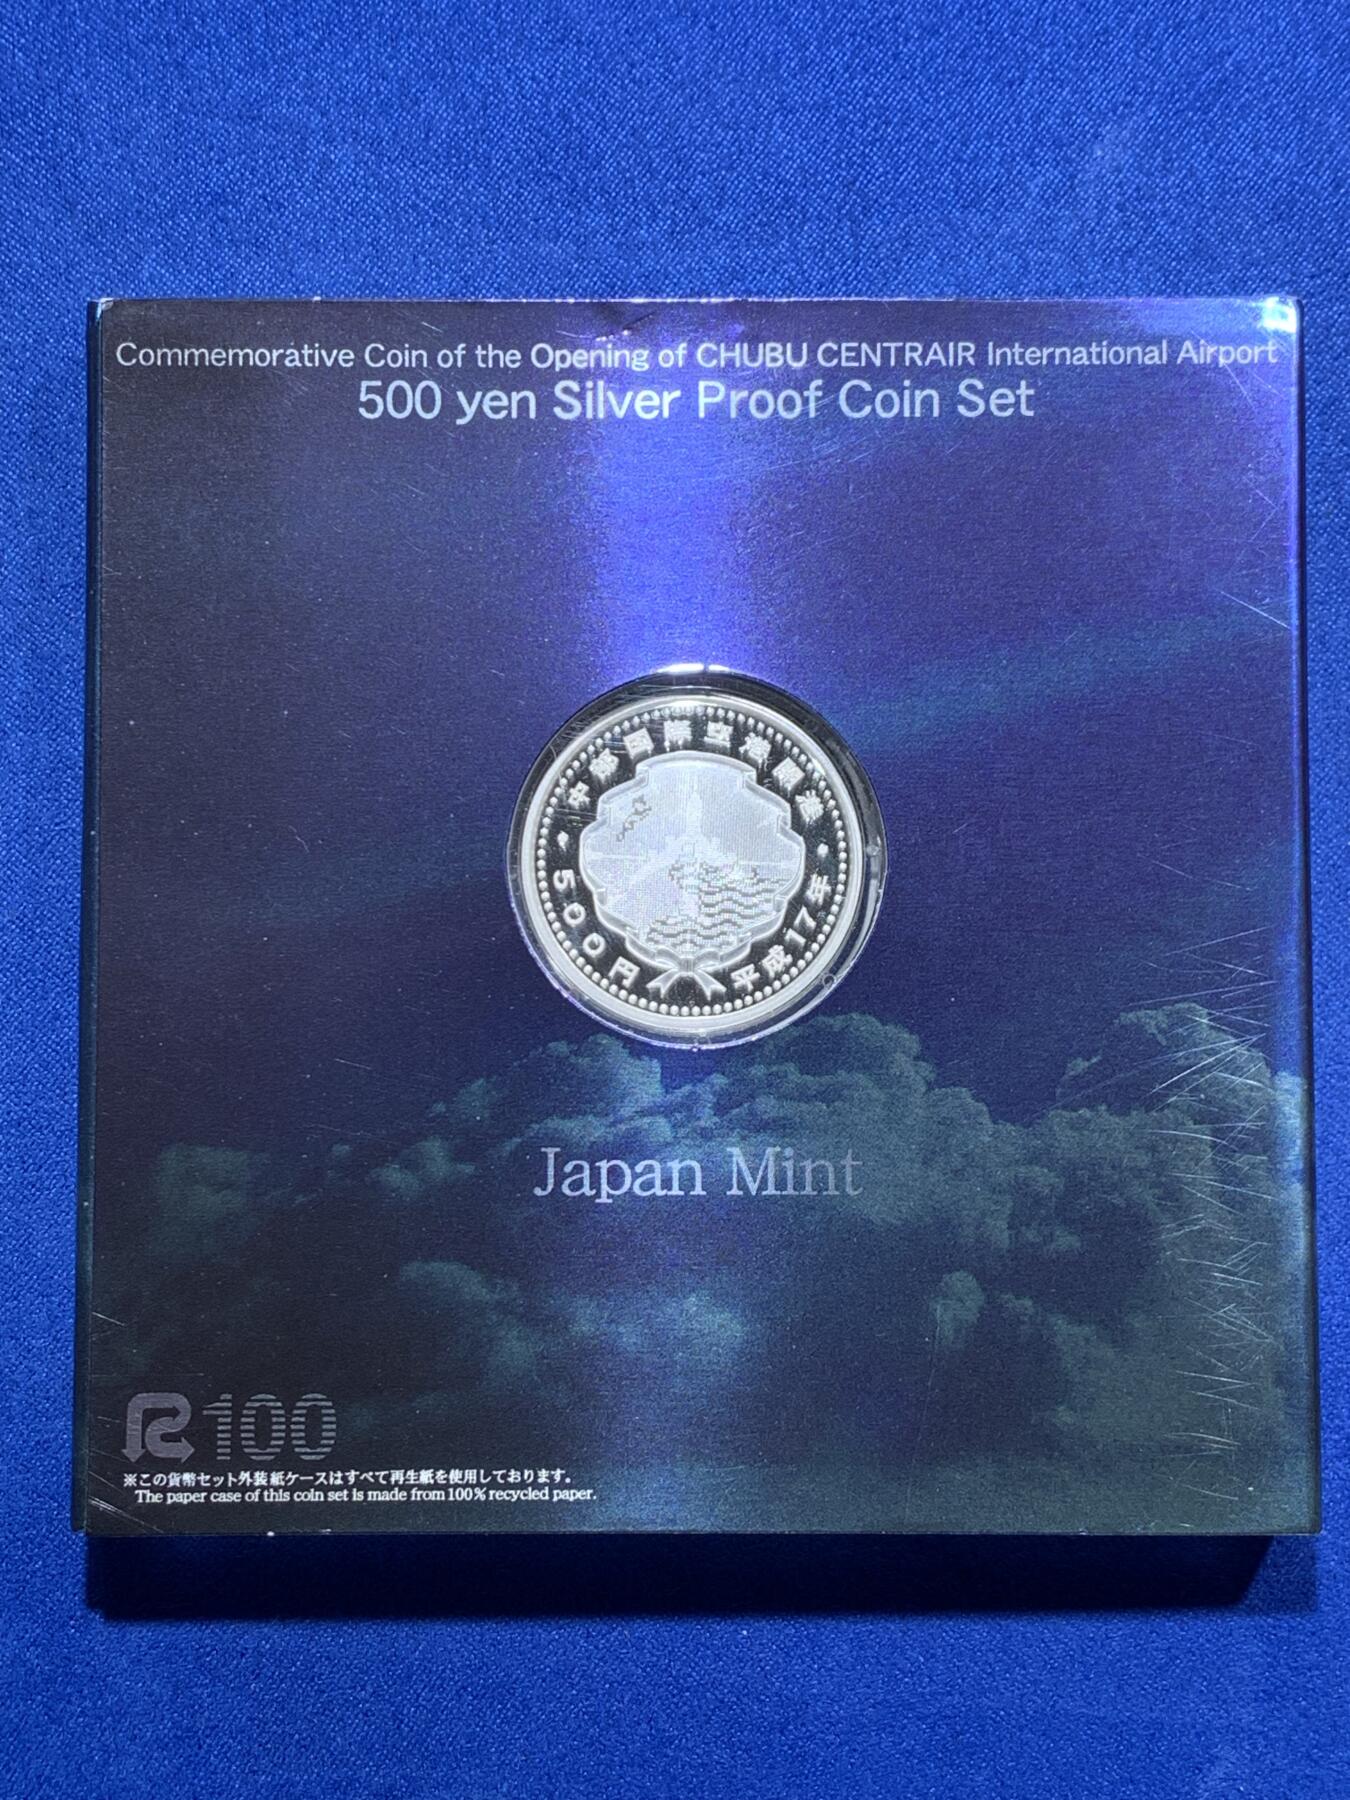 Commemorative Coin of the Opening of CHUBU CENTRAIR International Airport
500 yen Silver Proof Coin Set
中部国際空港開港
500円
平成17年
Japan Mint
R100
※この貨幣セット外装紙ケースはすべて再生紙を使用しております。
The paper case of this coin set is made from 100% recycled paper.